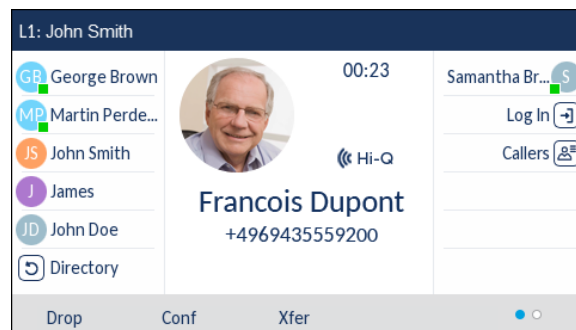 L1: John Smith
GB George Brown
MP Martin Perde...
JS John Smith
J James
JD John Doe
Directory
00:23
Hi-Q
Francois Dupont
+4969435559200
Samantha Br... S
Log In
Callers
Drop Conf Xfer